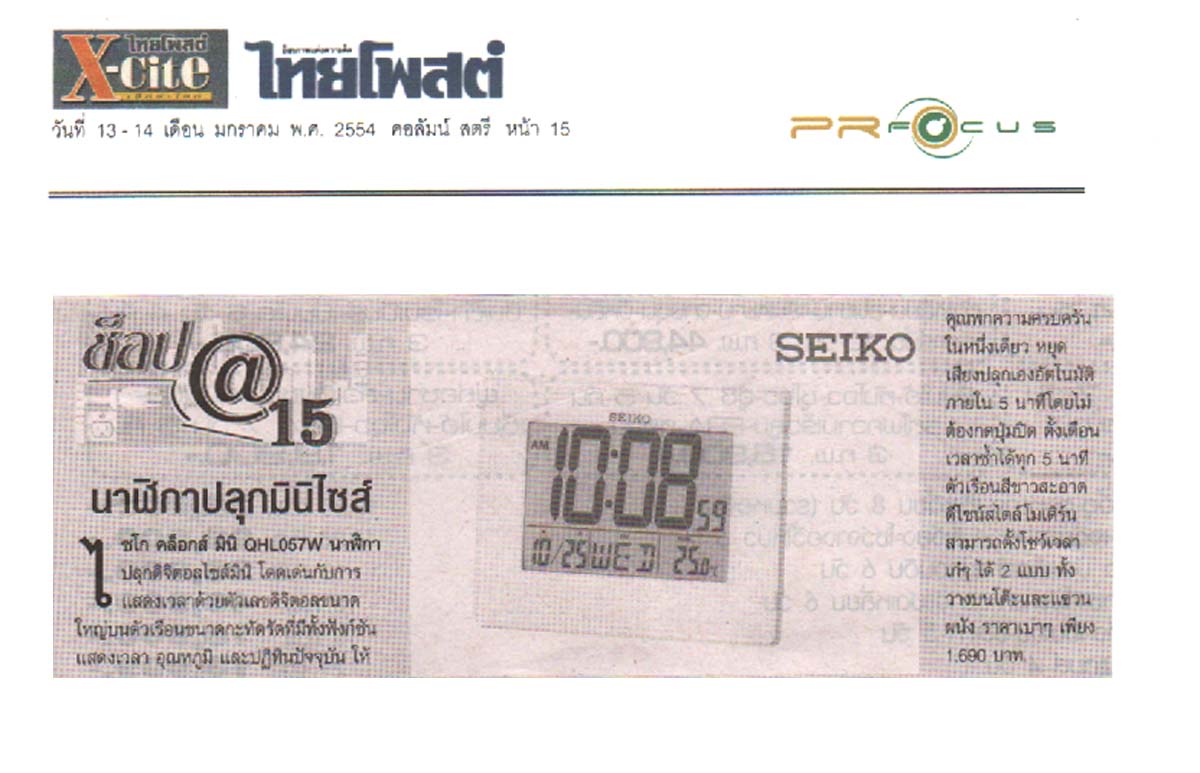 X-cite
ไทยโพสต์
อิสรภาพแห่งความคิด
ไทยโพสต์
วันที่ 13 - 14 เดือน มกราคม พ.ศ. 2554 คอลัมน์ สตรี หน้า 15
PR FOCUS
ช็อป@15
นาฬิกาปลุกมินิไซส์
ไซโก คล็อกส์ มินิ QHL057W นาฬิกา
ปลุกดิจิตอลไซส์มินิ โดดเด่นกับการ
แสดงเวลาด้วยตัวเลขดิจิตอลขนาด
ใหญ่บนตัวเรือนขนาดกะทัดรัดที่มีทั้งฟังก์ชัน
แสดงเวลา อุณหภูมิ และปฏิทินปัจจุบัน ให้
SEIKO
SEIKO
AM 10:08 59
10/25 WED 25.0°C
คุณพกความครบครัน
ในหนึ่งเดียว หยุด
เสียงปลุกเองอัตโนมัติ
ภายใน 5 นาทีโดยไม่
ต้องกดปุ่มปิด ตั้งเตือน
เวลาซ้ำได้ทุก 5 นาที
ตัวเรือนสีขาวสะอาด
ดีไซน์สไตล์โมเดิร์น
สามารถตั้งโชว์เวลา
เก๋ๆ ได้ 2 แบบ ทั้ง
วางบนโต๊ะและแขวน
ผนัง ราคาเบาๆ เพียง
1,690 บาท.